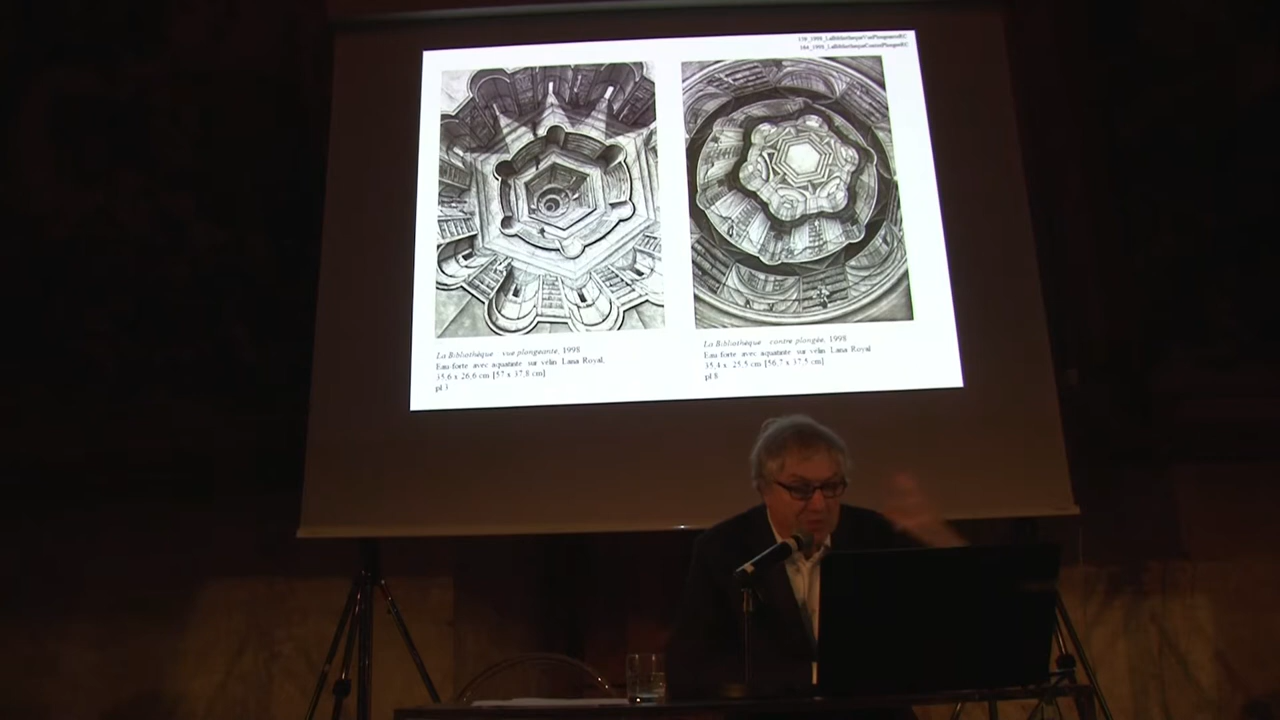 La Bibliothèque vue plongeante, 1998
Eau-forte avec aquatinte sur vélin Lana Royal,
35,6 x 26,6 cm [57 x 37,8 cm]
pl 3
La Bibliothèque contre plongée, 1998
Eau-forte avec aquatinte sur vélin Lana Royal
35,4 x 25,5 cm [56,7 x 37,5 cm]
pl 8